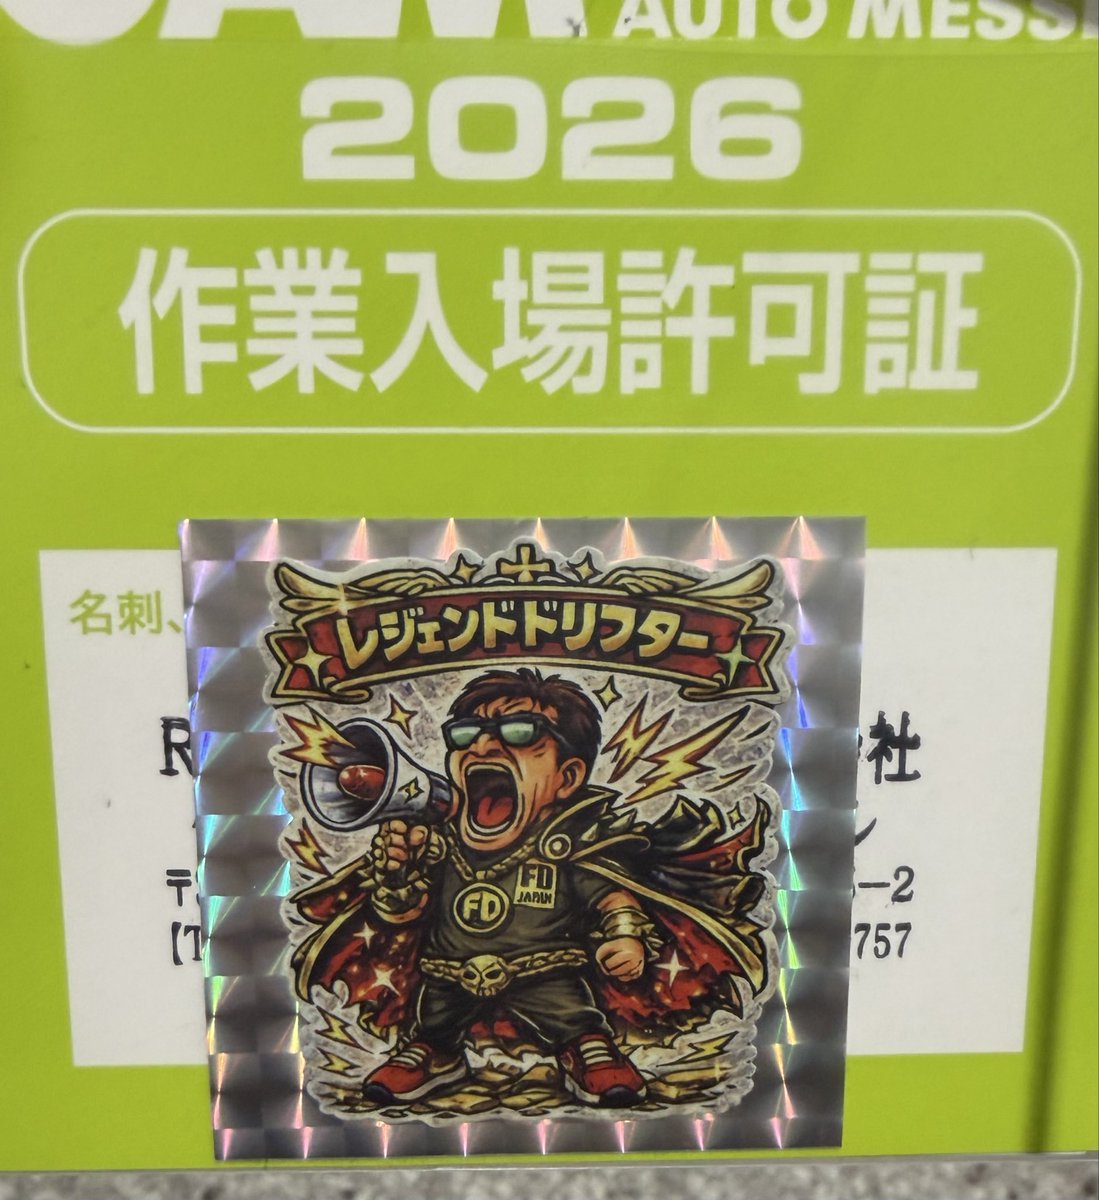 AUTO MESS
2026
作業入場許可証
名刺、
レジェンドドリフター
R
社
FD
JAPAN
FD
〒
-2
757